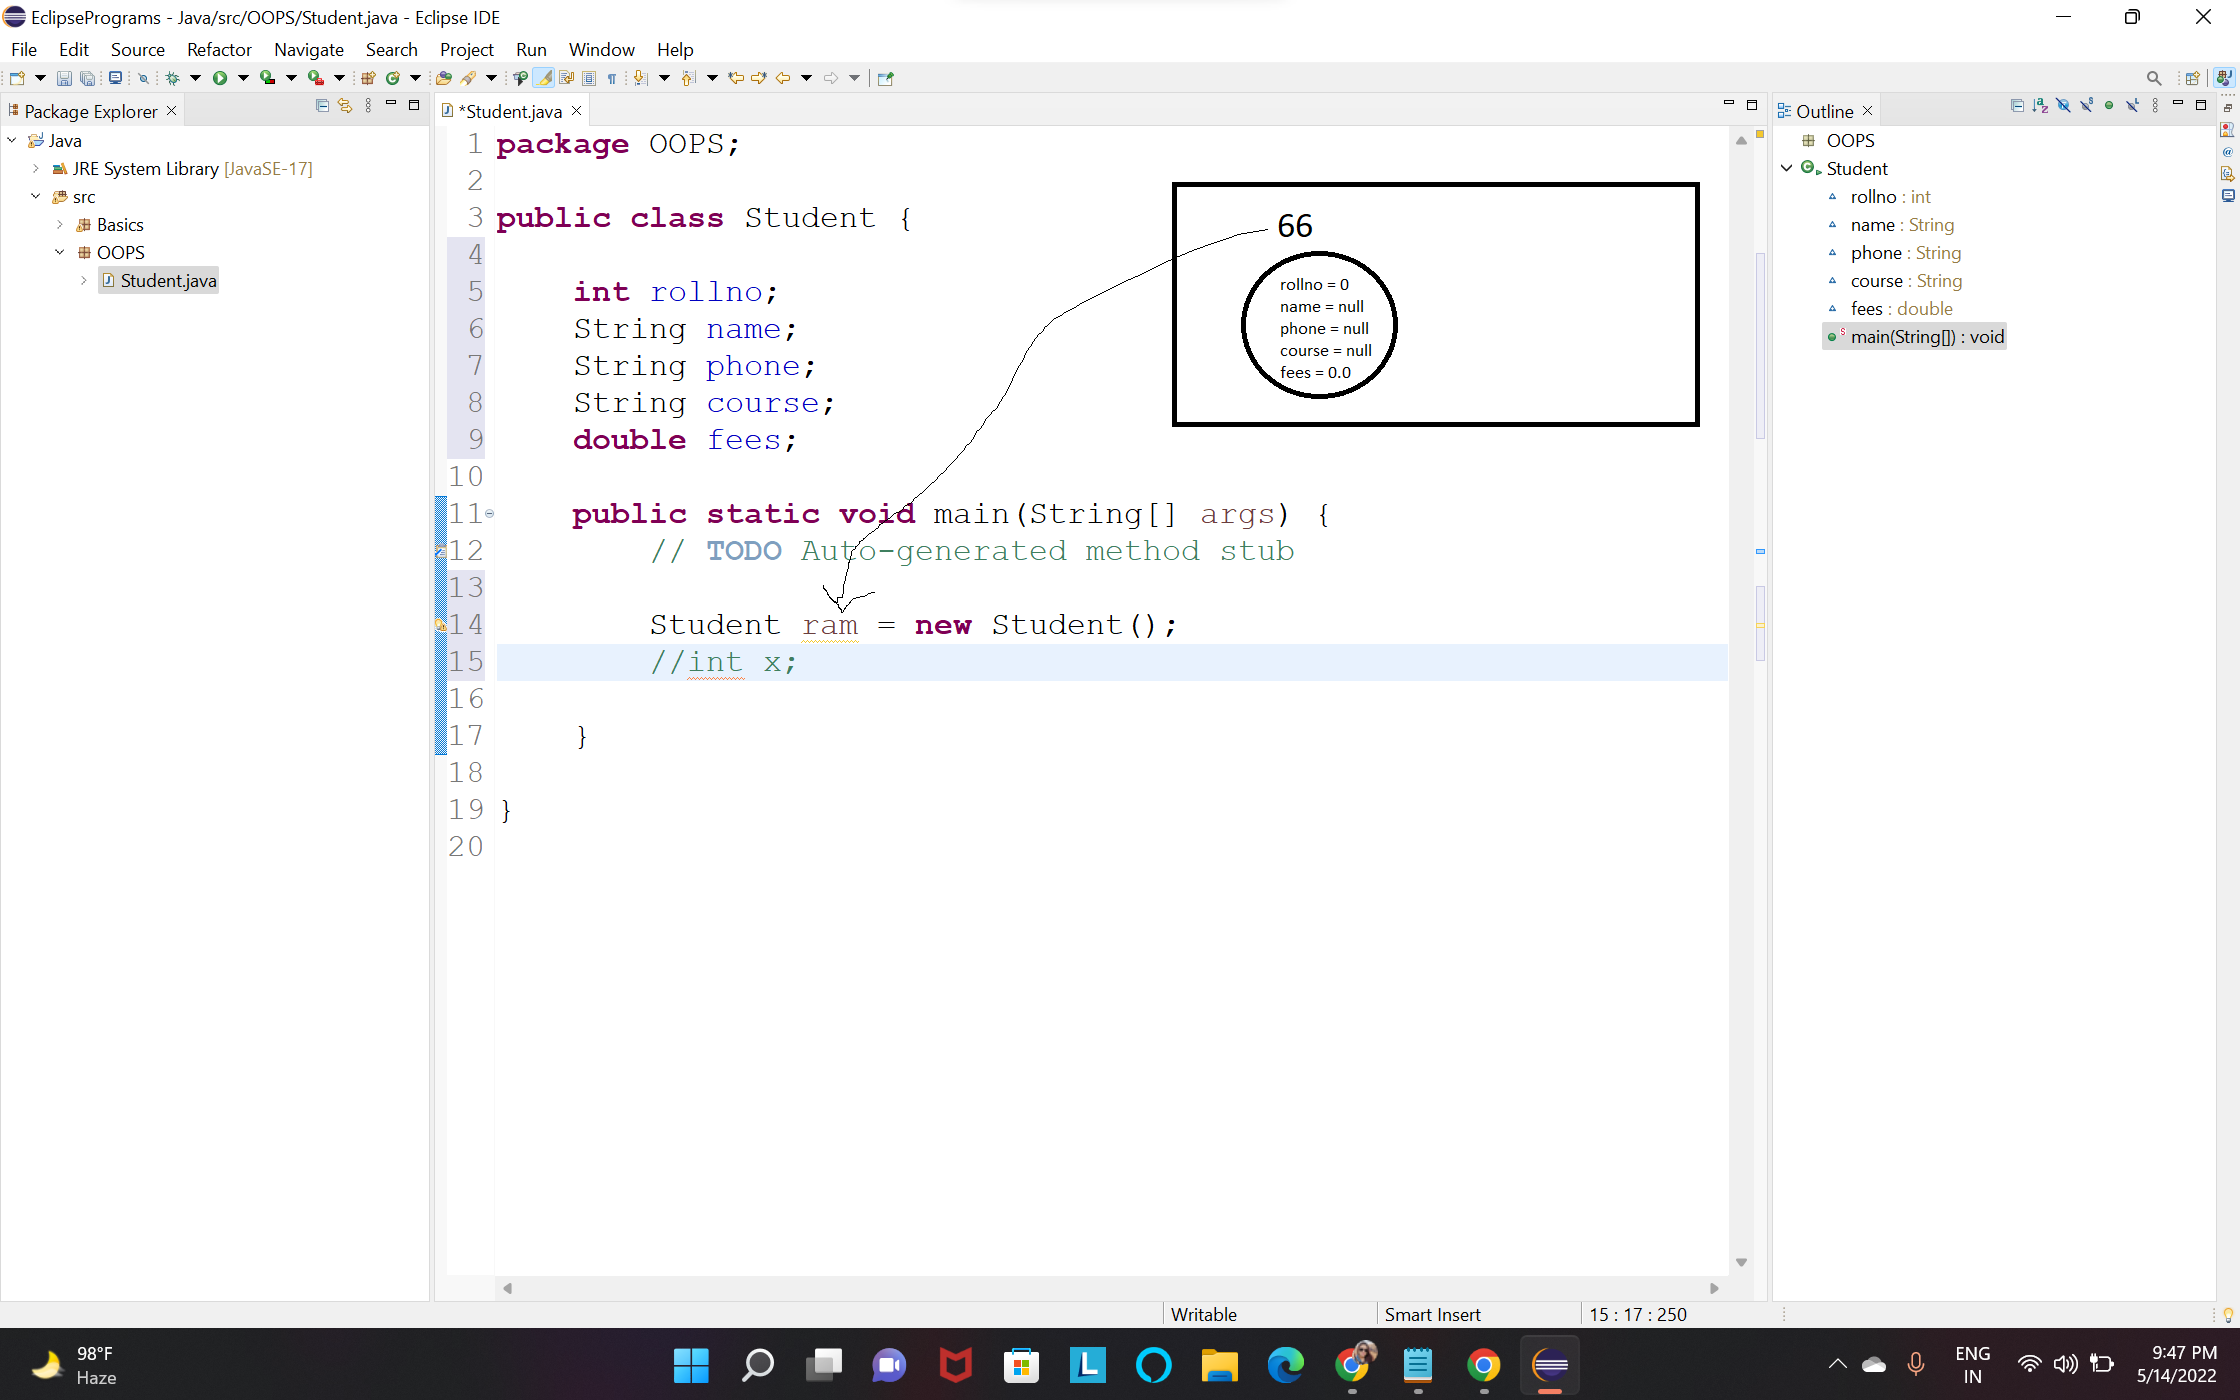 EclipsePrograms - Java/src/OOPS/Student.java - Eclipse IDE
File Edit Source Refactor Navigate Search Project Run Window Help
Package Explorer
Java
JRE System Library [JavaSE-17]
src
Basics
OOPS
Student.java
*Student.java
1 package OOPS;
2
3 public class Student {
4
5 int rollno;
6 String name;
7 String phone;
8 String course;
9 double fees;
10
11 public static void main(String[] args) {
12 // TODO Auto-generated method stub
13
14 Student ram = new Student();
15 //int x;
16
17 }
18
19 }
20
66
rollno = 0
name = null
phone = null
course = null
fees = 0.0
Outline
OOPS
Student
rollno : int
name : String
phone : String
course : String
fees : double
main(String[]) : void
Writable Smart Insert 15 : 17 : 250
98°F
Haze
L
ENG
IN
9:47 PM
5/14/2022